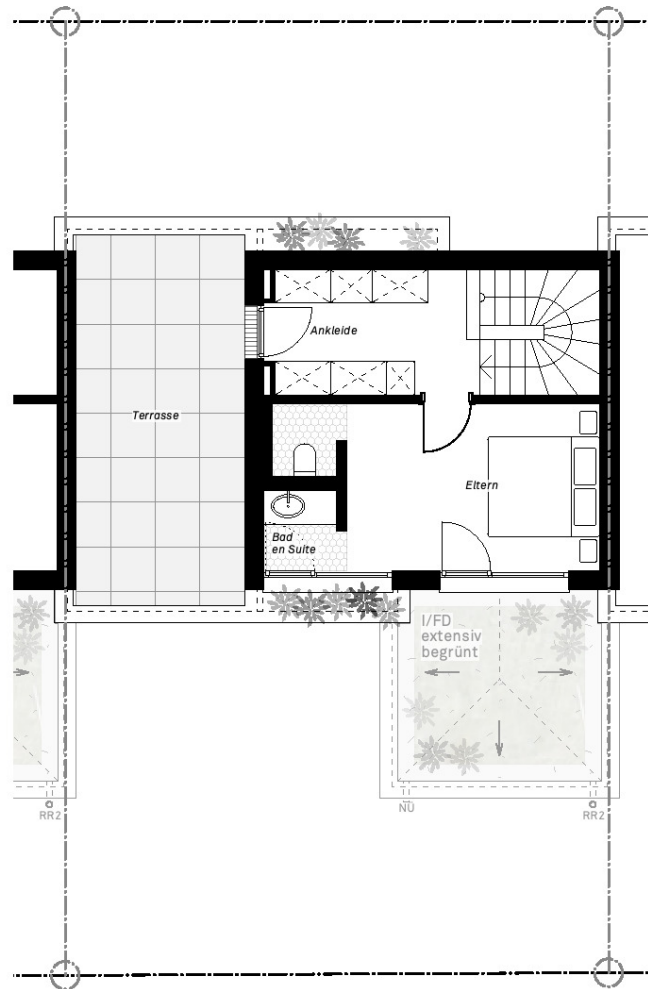 Ankleide
Terrasse
Eltern
Bad
en Suite
I/FD
extensiv
begrünt
RR2
NÜ
RR2